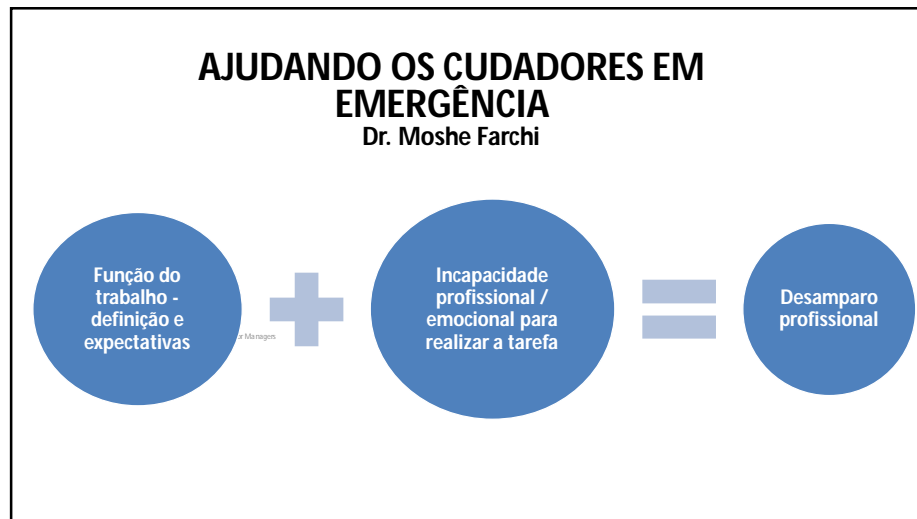 AJUDANDO OS CUDADORES EM
EMERGÊNCIA
Dr. Moshe Farchi
Função do
trabalho -
definição e
expectativas
Managers
Incapacidade
profissional /
emocional para
realizar a tarefa
Desamparo
profissional